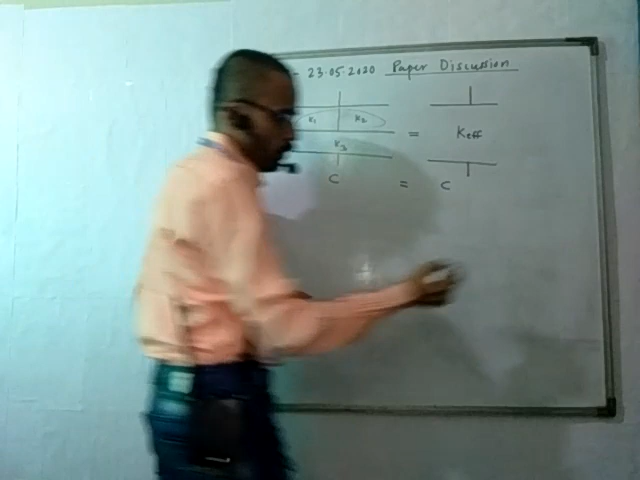 - 23.05.2020 Paper Discussion
K1 K2
= Keff
K3
C = C